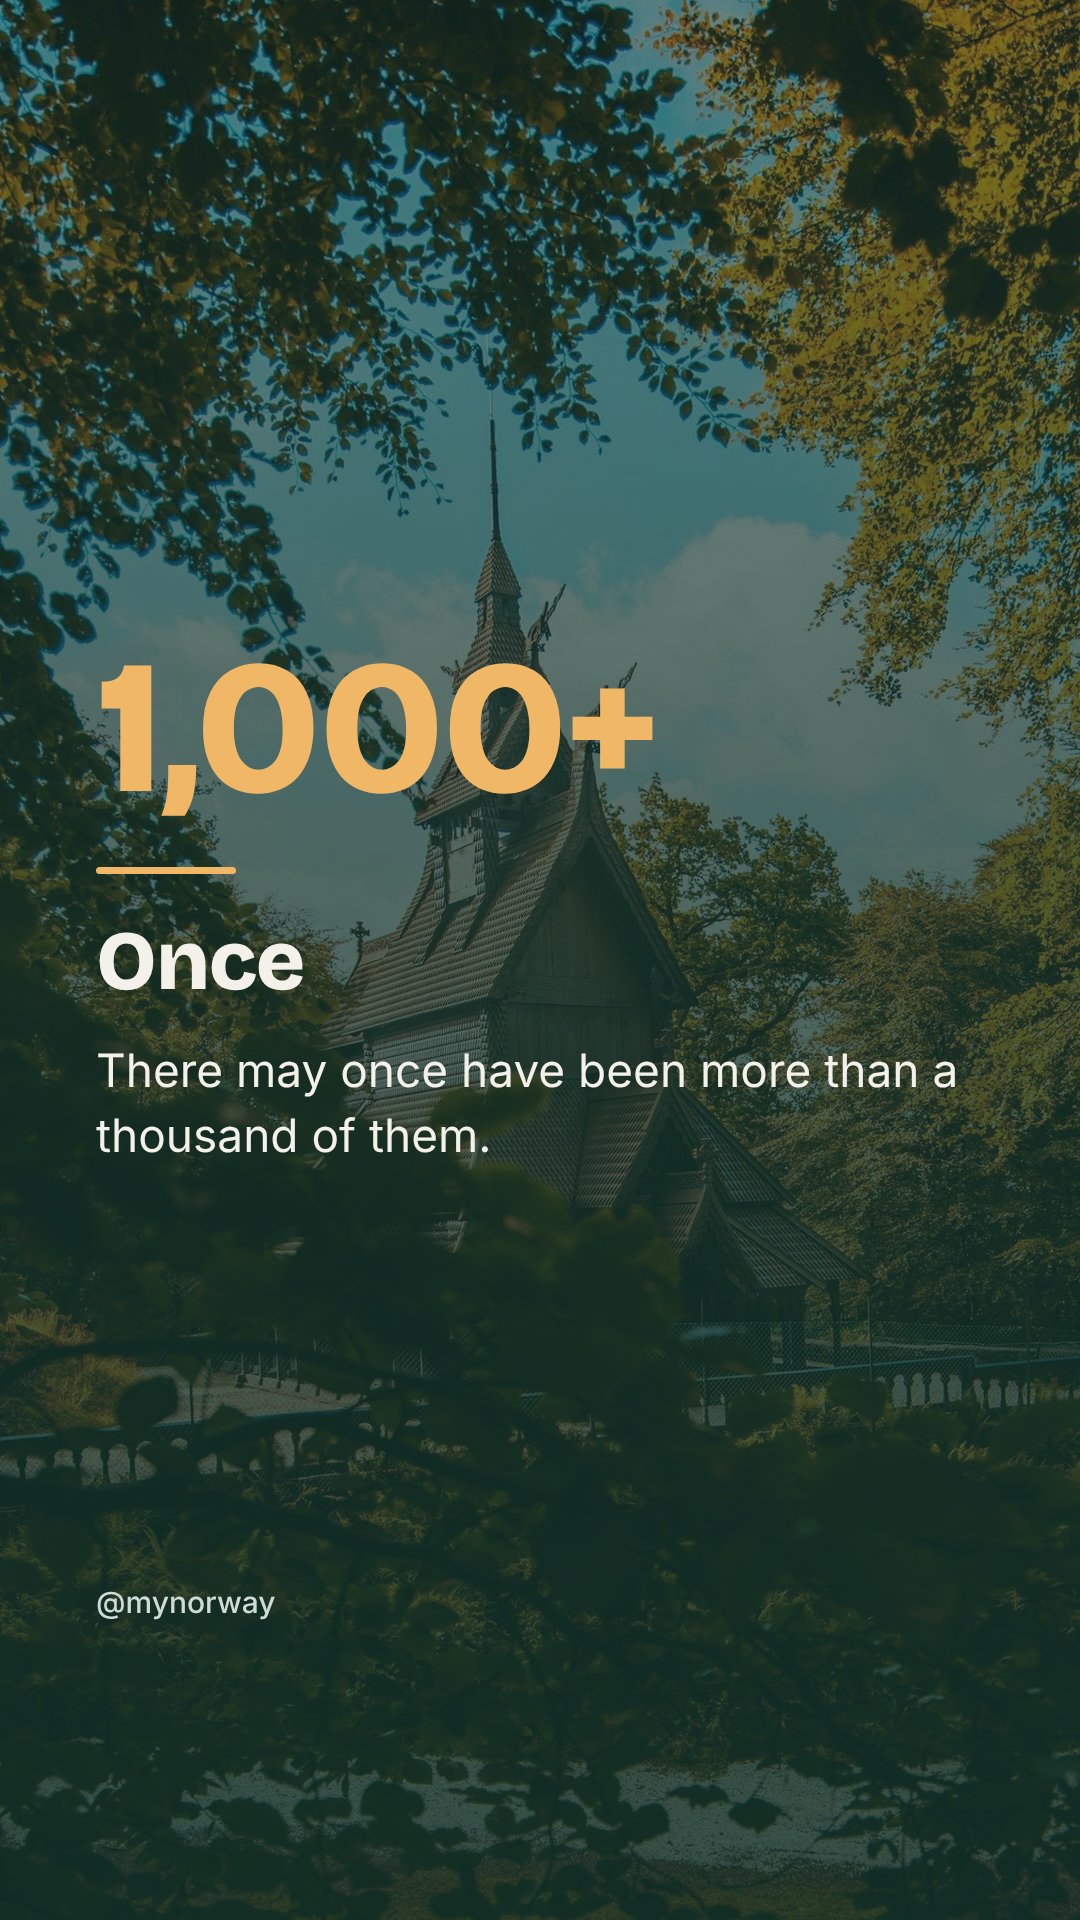 1,000+
Once
There may once have been more than a
thousand of them.
@mynorway